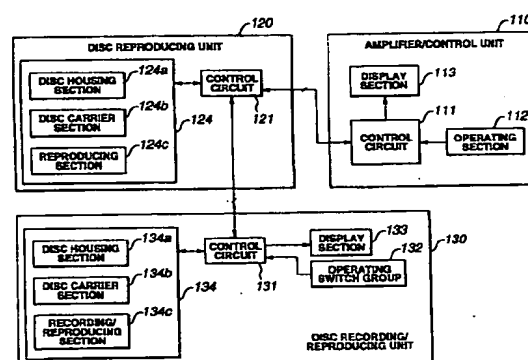 120
110
DISC REPRODUCING UNIT
AMPLIFIER/CONTROL UNIT
DISC HOUSING
SECTION
124a
DISC CARRIER
SECTION
124b
REPRODUCING
SECTION
124c
124
CONTROL
CIRCUIT
121
DISPLAY
SECTION
113
111
CONTROL
CIRCUIT
112
OPERATING
SECTION
DISC HOUSING
SECTION
134a
DISC CARRIER
SECTION
134b
RECORDING/
REPRODUCING
SECTION
134c
134
CONTROL
CIRCUIT
131
DISPLAY
SECTION
133
132
OPERATING
SWITCH GROUP
130
DISC RECORDING/
REPRODUCING UNIT